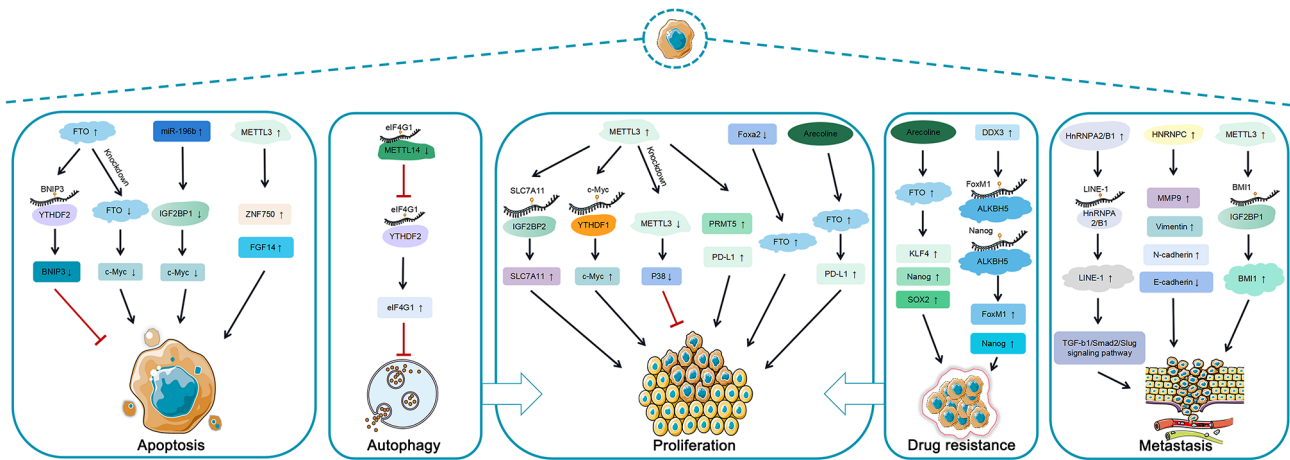 FTO ↑
miR-196b ↑
METTL3 ↑
Knockdown
BNIP3
YTHDF2
FTO ↓
IGF2BP1 ↓
ZNF750 ↑
FGF14 ↑
BNIP3 ↓
c-Myc ↓
c-Myc ↓
Apoptosis
eIF4G1
METTL14 ↓
eIF4G1
YTHDF2
eIF4G1 ↑
Autophagy
METTL3 ↑
Foxa2 ↓
Arecoline
Knockdown
SLC7A11
IGF2BP2
c-Myc
YTHDF1
METTL3 ↓
PRMT5 ↑
FTO ↑
FTO ↑
SLC7A11 ↑
c-Myc ↑
P38 ↓
PD-L1 ↑
PD-L1 ↑
Proliferation
Arecoline
DDX3 ↑
FTO ↑
FoxM1
ALKBH5
Nanog
ALKBH5
KLF4 ↑
Nanog ↑
SOX2 ↑
FoxM1 ↑
Nanog ↑
Drug resistance
HnRNPA2/B1 ↑
HNRNPC ↑
METTL3 ↑
LINE-1
HnRNPA
2/B1
MMP9 ↑
Vimentin ↑
N-cadherin ↑
E-cadherin ↓
BMI1
IGF2BP1
LINE-1 ↑
BMI1 ↑
TGF-b1/Smad2/Slug
signaling pathway
Metastasis